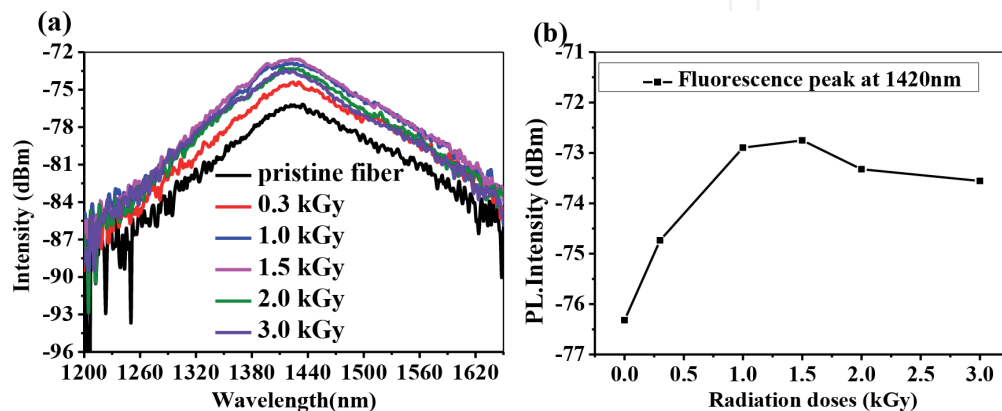 (a)
-72
-75
-78
-81
-84
-87
-90
-93
-96
Intensity (dBm)
pristine fiber
0.3 kGy
1.0 kGy
1.5 kGy
2.0 kGy
3.0 kGy
1200 1260 1320 1380 1440 1500 1560 1620
Wavelength(nm)
(b)
-71
-72
-73
-74
-75
-76
-77
PL.Intensity (dBm)
Fluorescence peak at 1420nm
0.0 0.5 1.0 1.5 2.0 2.5 3.0
Radiation doses (kGy)